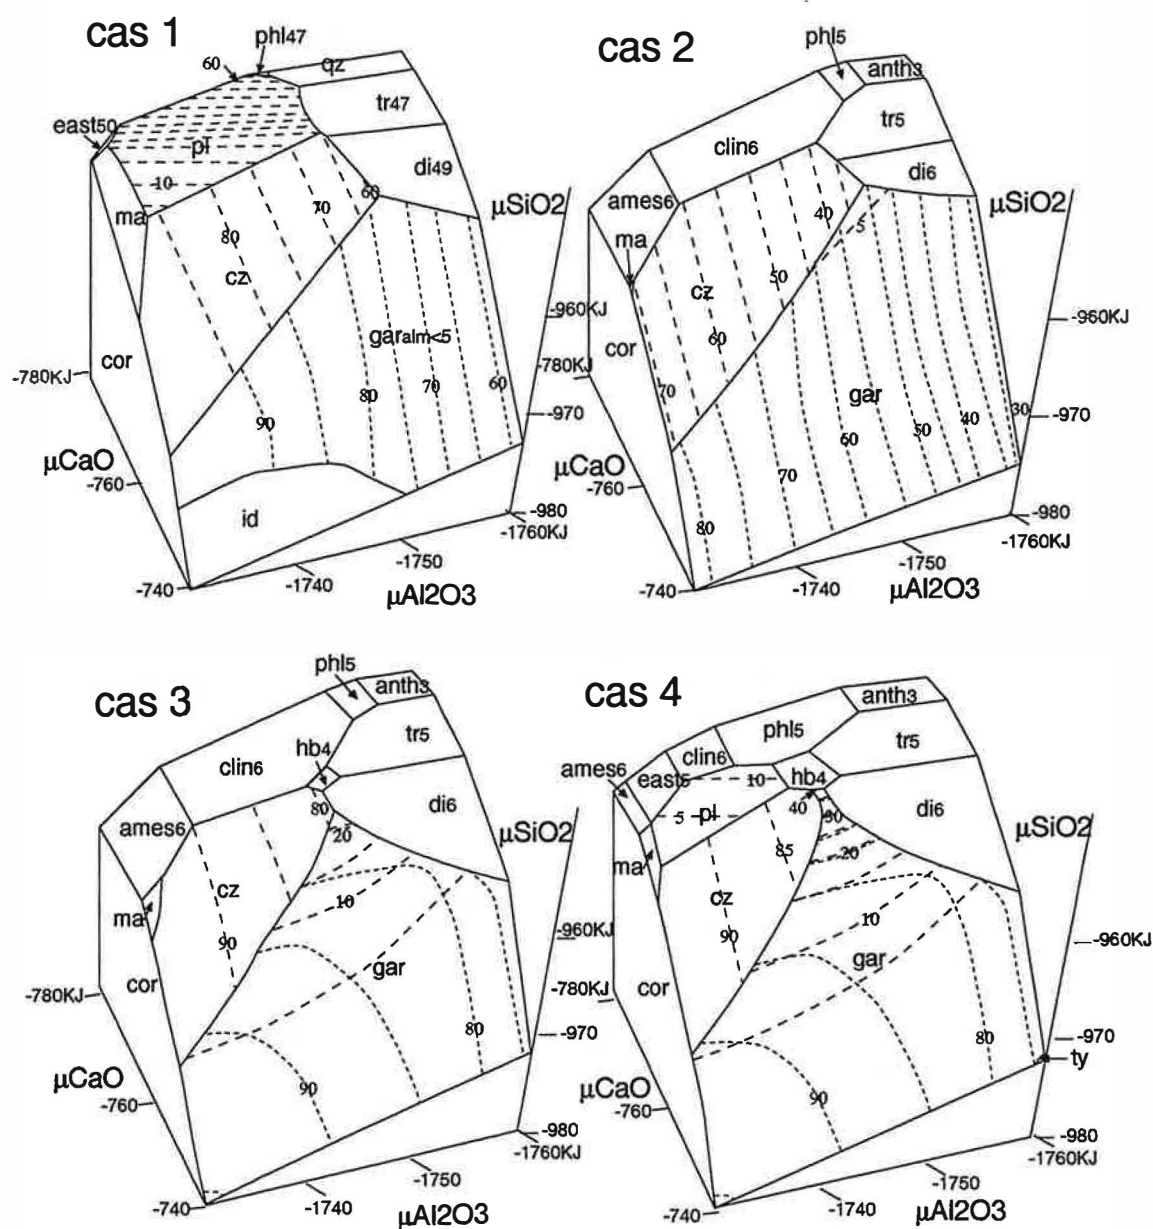 cas 1
phl47
60
qz
tr47
east50
pl
di49
10
ma
60
70
80
cz
µSiO2
-960KJ
garalm<5
cor
-780KJ
80
70
60
90
-970
µCaO
-760
id
-980
-1760KJ
-1750
-740
-1740
µAl2O3
cas 2
phl5
anth3
tr5
clin6
di6
ames6
µSiO2
40
5
ma
50
cz
-960KJ
60
cor
-780KJ
70
gar
30
-970
40
50
60
µCaO
-760
70
80
-980
-1760KJ
-1750
-740
-1740
µAl2O3
cas 3
phl5
anth3
tr5
hb4
clin6
di6
80
25
ames6
µSiO2
cz
10
ma
90
-960KJ
gar
cor
-780KJ
80
-970
90
µCaO
-760
-980
-1760KJ
-1750
-740
-1740
µAl2O3
cas 4
anth3
phl5
tr5
clin6
ames6
east5
10
hb4
40
30
di6
5
pl
µSiO2
85
20
ma
cz
10
90
-960KJ
gar
cor
-780KJ
80
-970
ty
90
µCaO
-760
-980
-1760KJ
-1750
-740
-1740
µAl2O3